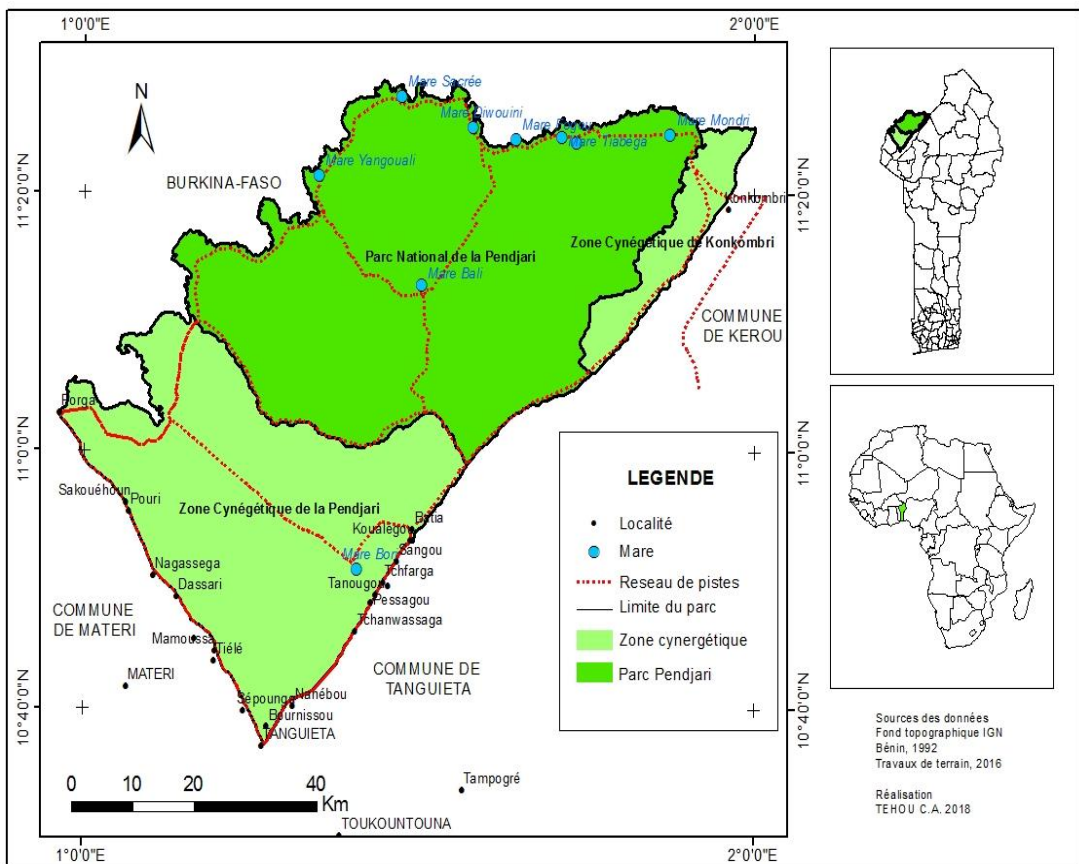 1°0'0"E
2°0'0"E
N
Mare Sacrée
Mare Diwouini
Mare
Mare Mondri
Mare Tiabéga
Mare Yangouali
11°20'0"N
11°20'0"N
BURKINA-FASO
Konkombri
Zone Cynégétique de Konkombri
Parc National de la Pendjari
Mare Bali
COMMUNE
DE KEROU
Porga
11°0'0"N
11°0'0"N
Sakouéhoun
Pouri
Zone Cynégétique de la Pendjari
Batia
Koualegou
Sangou
Mare Bori
Nagassega
Tchfarga
Tanougou
Dassari
Pessagou
COMMUNE
DE MATERI
Tchanwassaga
Mamoussa
Tiélé
MATERI
COMMUNE DE
TANGUIETA
Nanébou
Sépounga
Bournissou
TANGUIETA
10°40'0"N
10°40'0"N
Tampogré
TOUKOUNTOUNA
0 10 20 40
Km
1°0'0"E
2°0'0"E
LEGENDE
Localité
Mare
Reseau de pistes
Limite du parc
Zone cynergétique
Parc Pendjari
Sources des données
Fond topographique IGN
Bénin, 1992
Travaux de terrain, 2016
Réalisation
TEHOU C.A. 2018